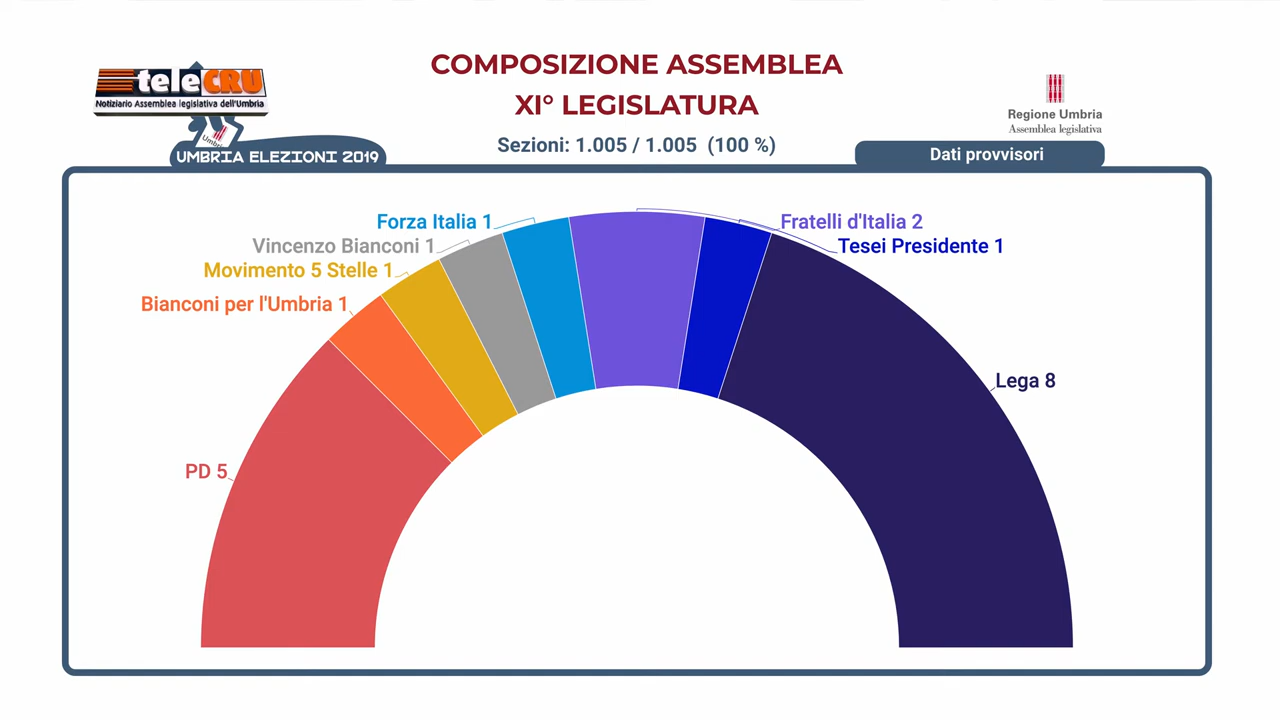 COMPOSIZIONE ASSEMBLEA
XI° LEGISLATURA
Sezioni: 1.005 / 1.005 (100 %)
teleCRU
Notiziario Assemblea legislativa dell'Umbria
UMBRIA ELEZIONI 2019
Regione Umbria
Assemblea legislativa
Dati provvisori
Forza Italia 1
Fratelli d'Italia 2
Vincenzo Bianconi 1
Tesei Presidente 1
Movimento 5 Stelle 1
Bianconi per l'Umbria 1
Lega 8
PD 5